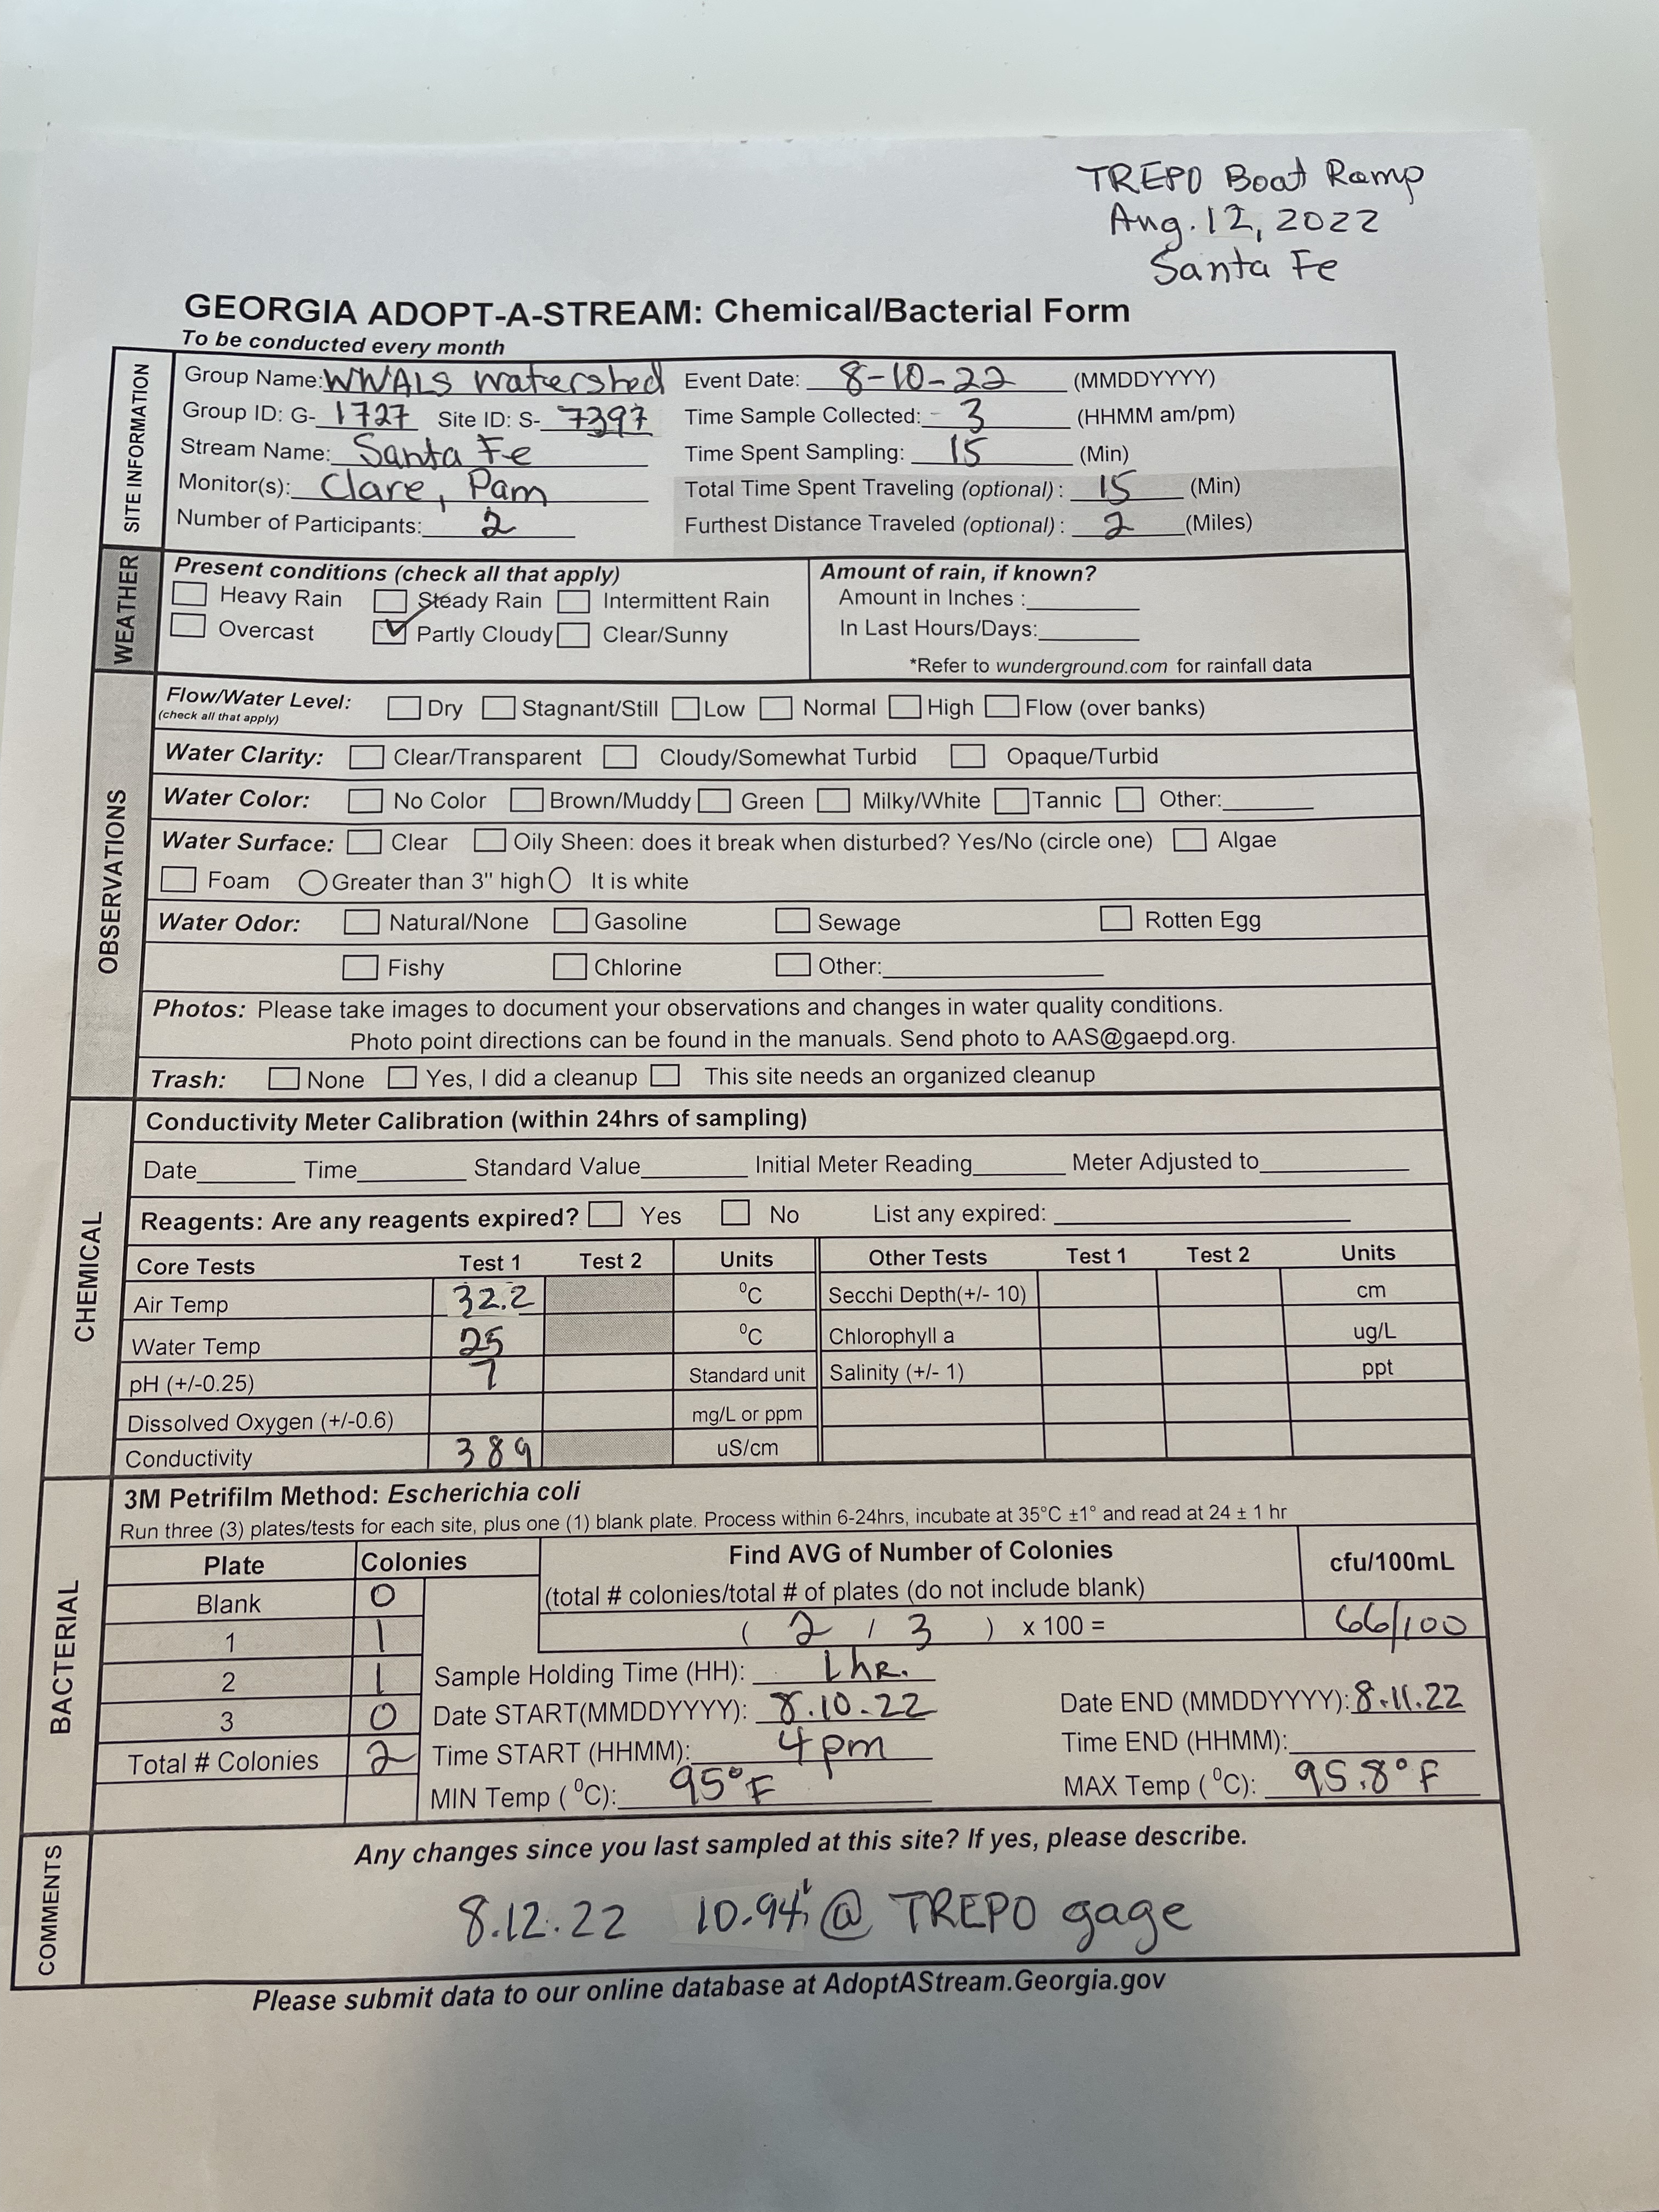 TREPO Boat Ramp
Aug. 12, 2022
Santa Fe
GEORGIA ADOPT-A-STREAM: Chemical/Bacterial Form
To be conducted every month
SITE INFORMATION
Group Name: WWALS Watershed Event Date: 8-10-22 (MMDDYYYY)
Group ID: G- 1727 Site ID: S- 7397 Time Sample Collected: 3 (HHMM am/pm)
Stream Name: Santa Fe Time Spent Sampling: 15 (Min)
Monitor(s): Clare, Pam Total Time Spent Traveling (optional) : 15 (Min)
Number of Participants: 2 Furthest Distance Traveled (optional) : 2 (Miles)
WEATHER
Present conditions (check all that apply) Amount of rain, if known?
Heavy Rain Steady Rain Intermittent Rain Amount in Inches :
Overcast Partly Cloudy Clear/Sunny In Last Hours/Days:
*Refer to wunderground.com for rainfall data
OBSERVATIONS
Flow/Water Level: Dry Stagnant/Still Low Normal High Flow (over banks)
(check all that apply)
Water Clarity: Clear/Transparent Cloudy/Somewhat Turbid Opaque/Turbid
Water Color: No Color Brown/Muddy Green Milky/White Tannic Other:
Water Surface: Clear Oily Sheen: does it break when disturbed? Yes/No (circle one) Algae
Foam Greater than 3" high It is white
Water Odor: Natural/None Gasoline Sewage Rotten Egg
Fishy Chlorine Other:
Photos: Please take images to document your observations and changes in water quality conditions.
Photo point directions can be found in the manuals. Send photo to AAS@gaepd.org.
Trash: None Yes, I did a cleanup This site needs an organized cleanup
CHEMICAL
Conductivity Meter Calibration (within 24hrs of sampling)
Date Time Standard Value Initial Meter Reading Meter Adjusted to
Reagents: Are any reagents expired? Yes No List any expired:
Core Tests Test 1 Test 2 Units Other Tests Test 1 Test 2 Units
Air Temp 32.2 ⁰C Secchi Depth(+/- 10) cm
Water Temp 25 ⁰C Chlorophyll a ug/L
pH (+/-0.25) 7 Standard unit Salinity (+/- 1) ppt
Dissolved Oxygen (+/-0.6) mg/L or ppm
Conductivity 389 uS/cm
BACTERIAL
3M Petrifilm Method: Escherichia coli
Run three (3) plates/tests for each site, plus one (1) blank plate. Process within 6-24hrs, incubate at 35°C ±1° and read at 24 ± 1 hr
Plate Colonies Find AVG of Number of Colonies cfu/100mL
Blank 0 (total # colonies/total # of plates (do not include blank)
1 1 ( 2 / 3 ) x 100 = 66/100
2 1 Sample Holding Time (HH): 1 hr.
3 0 Date START(MMDDYYYY): 8.10.22 Date END (MMDDYYYY): 8.11.22
Total # Colonies 2 Time START (HHMM): 4 pm Time END (HHMM):
MIN Temp ( ⁰C): 95°F MAX Temp ( ⁰C): 95.8°F
COMMENTS
Any changes since you last sampled at this site? If yes, please describe.
8.12.22 10.94' @ TREPO gage
Please submit data to our online database at AdoptAStream.Georgia.gov